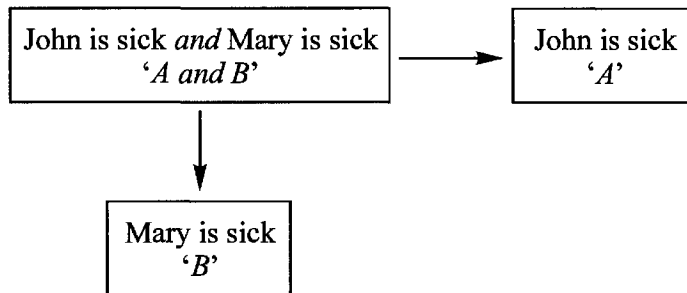 John is sick and Mary is sick
‘A and B’
John is sick
‘A’
Mary is sick
‘B’